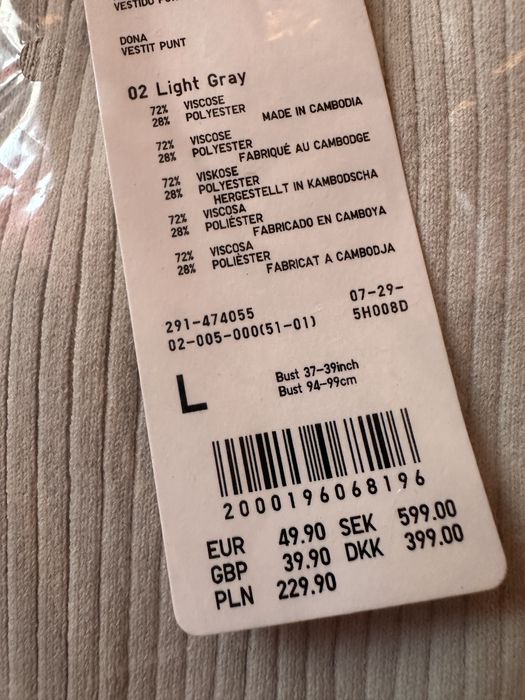 VESTIDO
DONA
VESTIT PUNT
02 Light Gray
72% VISCOSE
28% POLYESTER MADE IN CAMBODIA
72% VISCOSE
28% POLYESTER FABRIQUÉ AU CAMBODGE
72% VISKOSE
28% POLYESTER HERGESTELLT IN KAMBODSCHA
72% VISCOSA
28% POLIÉSTER FABRICADO EN CAMBOYA
72% VISCOSA
28% POLIÈSTER FABRICAT A CAMBODJA
291-474055 07-29-
02-005-000(51-01) 5H008D
L Bust 37-39inch
Bust 94-99cm
2000196068196
EUR 49.90 SEK 599.00
GBP 39.90 DKK 399.00
PLN 229.90